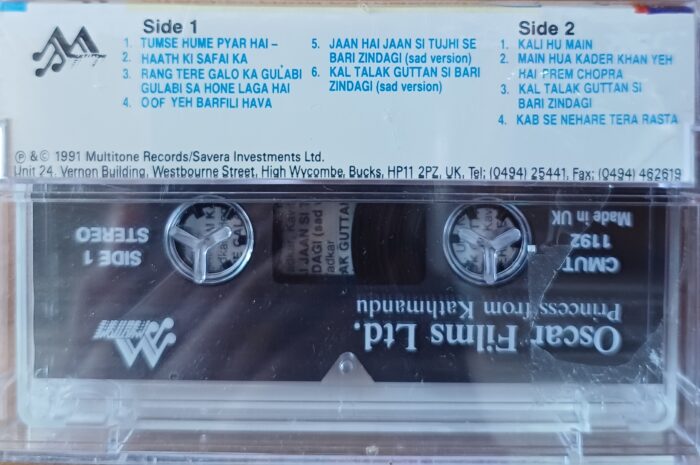 Side 1
1. TUMSE HUME PYAR HAI –
2. HAATH KI SAFAI KA
3. RANG TERE GALO KA GULABI
GULABI SA HONE LAGA HAI
4. OOF YEH BARFILI HAVA
5. JAAN HAI JAAN SI TUJHI SE
BARI ZINDAGI (sad version)
6. KAL TALAK GUTTAN SI BARI
ZINDAGI (sad version)
Side 2
1. KALI HU MAIN
2. MAIN HUA KADER KHAN YEH
HAI PREM CHOPRA
3. KAL TALAK GUTTAN SI
BARI ZINDAGI
4. KAB SE NEHARE TERA RASTA
℗ & © 1991 Multitone Records/Savera Investments Ltd.
Unit 24, Vernon Building, Westbourne Street, High Wycombe, Bucks, HP11 2PZ, UK, Tel: (0494) 25441, Fax: (0494) 462619
Oscar Films Ltd.
Princess from Kathmandu
CMUT
1192
Made in UK
SIDE 1
STEREO
JAAN SI T
DAGI (sad v
AK GUTTA